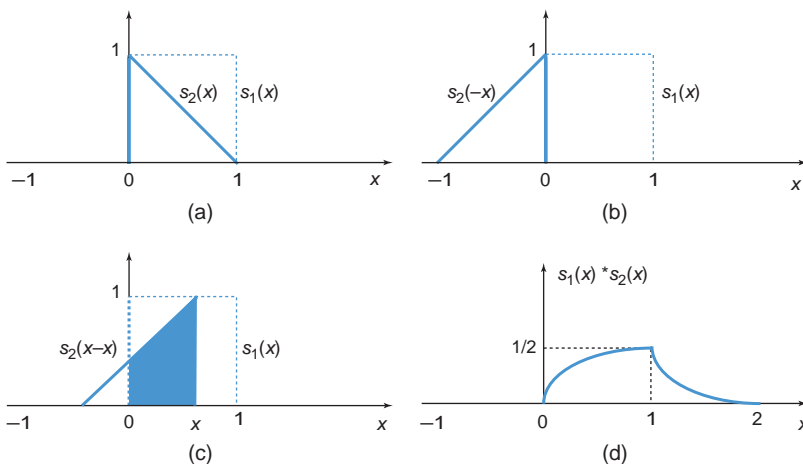 1
s₂(x)
s₁(x)
−1
0
1
x
(a)
1
s₂(−x)
s₁(x)
−1
0
1
x
(b)
1
s₂(x−x)
s₁(x)
−1
0
x
1
x
(c)
s₁(x) *s₂(x)
1/2
−1
0
1
2
x
(d)